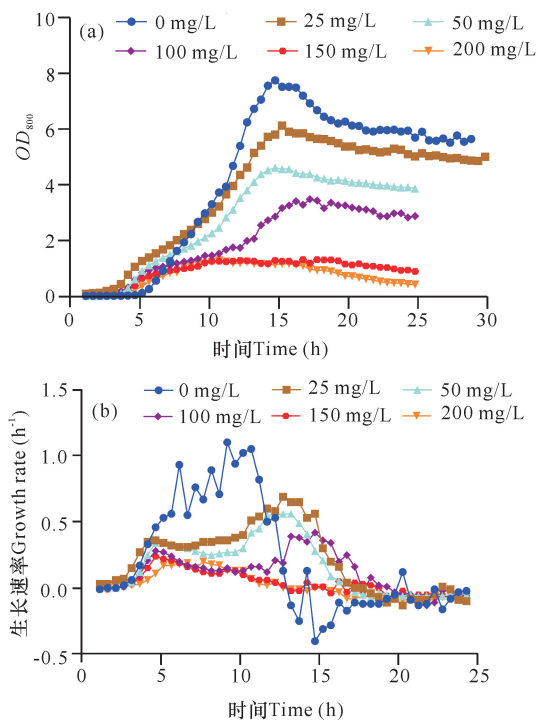 (a)
0 mg/L 25 mg/L 50 mg/L
100 mg/L 150 mg/L 200 mg/L
OD800
10
8
6
4
2
0
0 5 10 15 20 25 30
时间Time (h)
(b)
0 mg/L 25 mg/L 50 mg/L
100 mg/L 150 mg/L 200 mg/L
生长速率Growth rate (h-1)
1.5
1.0
0.5
0.0
-0.5
0 5 10 15 20 25
时间Time (h)